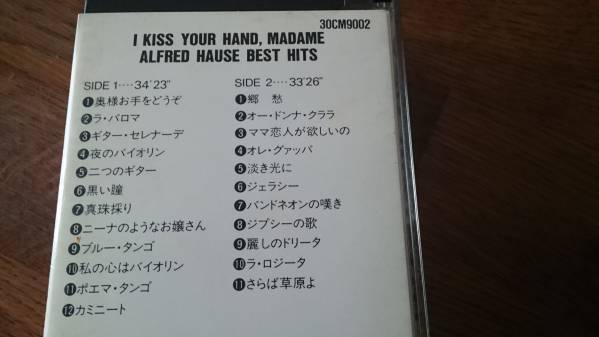 30CM9002
I KISS YOUR HAND, MADAME
ALFRED HAUSE BEST HITS
SIDE 1‥‥34'23"
❶奥様お手をどうぞ
❷ラ・パロマ
❸ギター・セレナーデ
❹夜のバイオリン
❺二つのギター
❻黒い瞳
❼真珠採り
❽ニーナのようなお嬢さん
❾ブルー・タンゴ
❿私の心はバイオリン
⓫ポエマ・タンゴ
⓬カミニート
SIDE 2‥‥33'26"
❶郷 愁
❷オー・ドンナ・クララ
❸ママ恋人が欲しいの
❹オレ・グァッパ
❺淡き光に
❻ジェラシー
❼バンドネオンの嘆き
❽ジプシーの歌
❾麗しのドリータ
❿ラ・ロジータ
⓫さらば草原よ